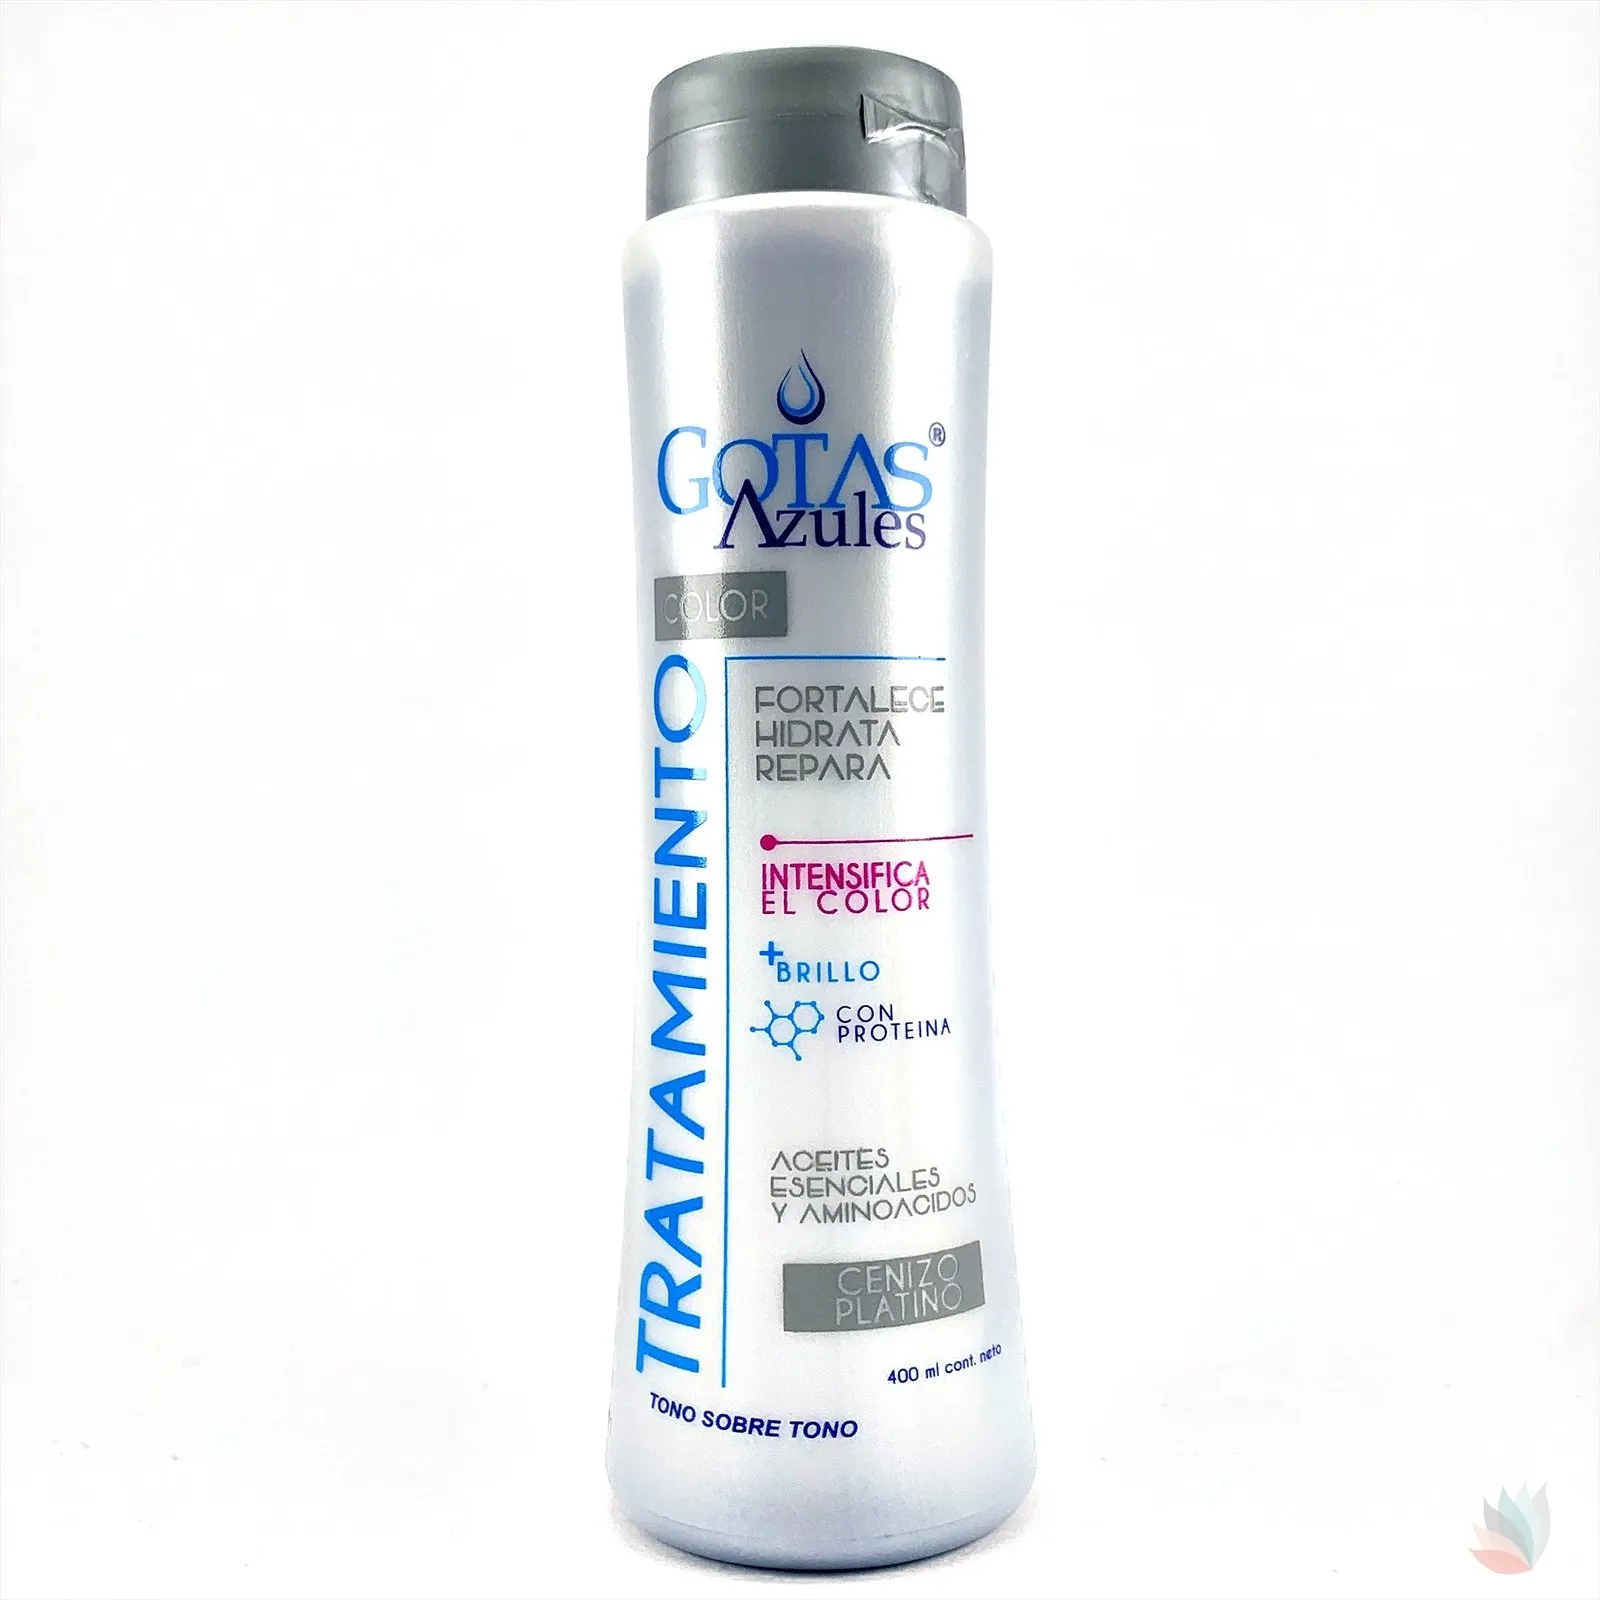 GOTAS®
Azules
COLOR
TRATAMIENTO
FORTALECE
HIDRATA
REPARA
INTENSIFICA
EL COLOR
+BRILLO
CON
PROTEINA
ACEITES
ESENCIALES
Y AMINOACIDOS
CENIZO
PLATINO
400 ml cont. neto
TONO SOBRE TONO